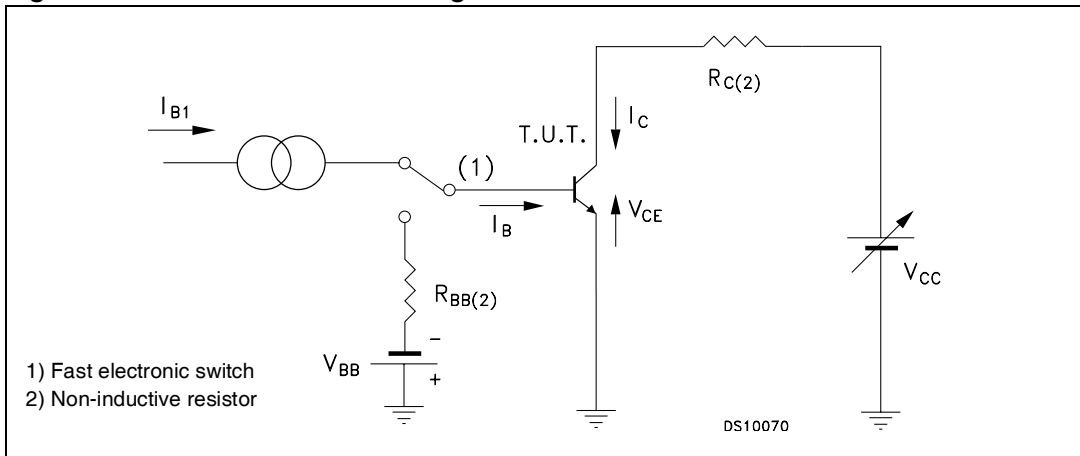 I_B1
(1)
I_B
T.U.T.
R_C(2)
I_C
V_CE
V_CC
R_BB(2)
V_BB
−
+
1) Fast electronic switch
2) Non-inductive resistor
DS10070